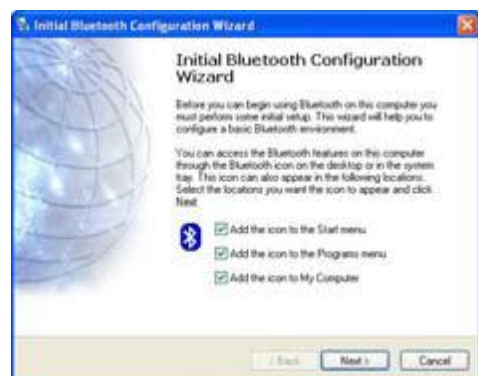 Initial Bluetooth Configuration Wizard
Initial Bluetooth Configuration
Wizard
Before you can begin using Bluetooth on this computer you
must perform some initial setup. This wizard will help you to
configure a basic Bluetooth environment.
You can access the Bluetooth features on this computer
through the Bluetooth icon on the desktop or in the system
tray. This icon can also appear in the following locations.
Select the locations you want the icon to appear and click
Next
Add the icon to the Start menu
Add the icon to the Programs menu
Add the icon to My Computer
< Back Next > Cancel